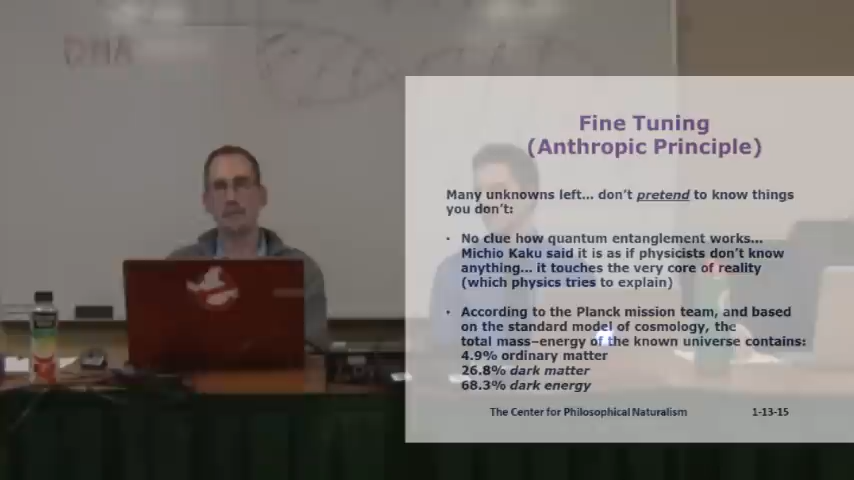 DNA
Fine Tuning
(Anthropic Principle)
Many unknowns left... don't pretend to know things
you don't:
• No clue how quantum entanglement works...
Michio Kaku said it is as if physicists don't know
anything... it touches the very core of reality
(which physics tries to explain)
• According to the Planck mission team, and based
on the standard model of cosmology, the
total mass–energy of the known universe contains:
4.9% ordinary matter
26.8% dark matter
68.3% dark energy
The Center for Philosophical Naturalism 1-13-15